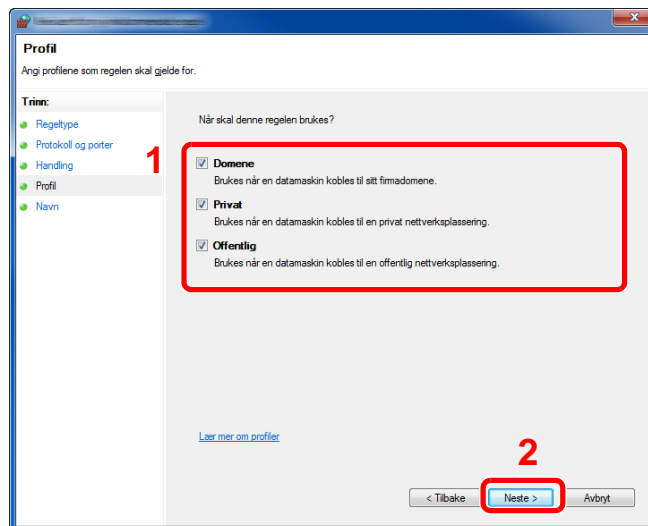 Profil
Angi profilene som regelen skal gjelde for.
Trinn:
Regeltype
Protokoll og porter
Handling
Profil
Navn
Når skal denne regelen brukes?
1
Domene
Brukes når en datamaskin kobles til sitt firmadomene.
Privat
Brukes når en datamaskin kobles til en privat nettverksplassering.
Offentlig
Brukes når en datamaskin kobles til en offentlig nettverksplassering.
Lær mer om profiler
2
< Tilbake
Neste >
Avbryt